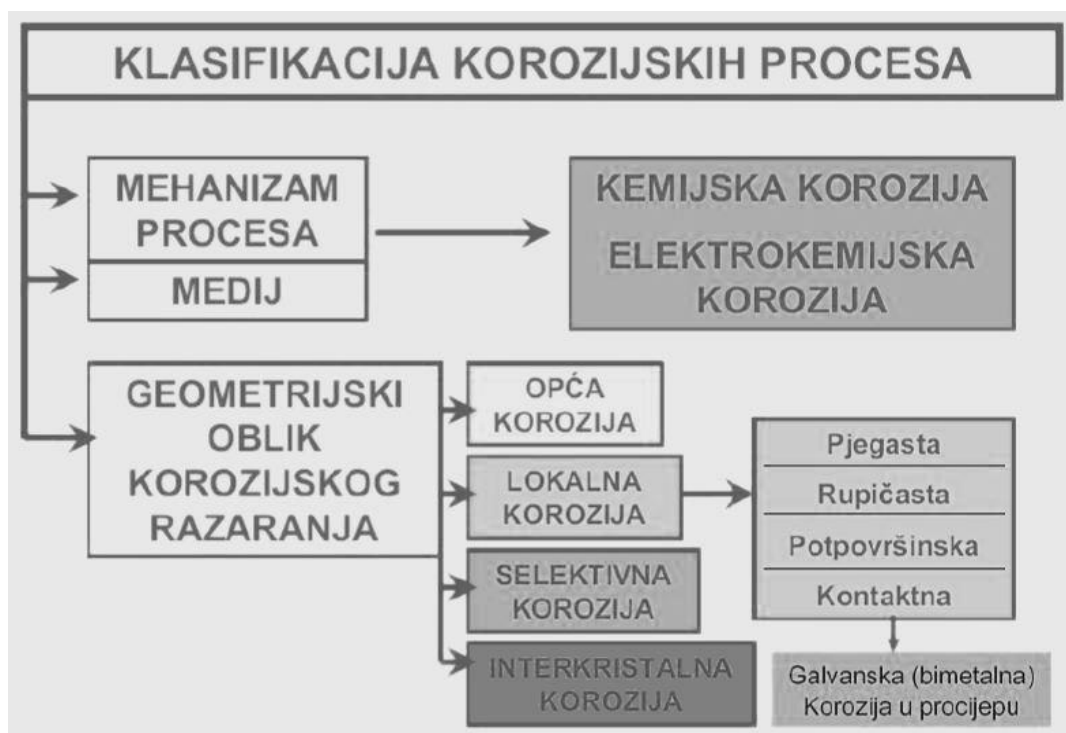 KLASIFIKACIJA KOROZIJSKIH PROCESA
MEHANIZAM
PROCESA
MEDIJ
KEMIJSKA KOROZIJA
ELEKTROKEMIJSKA
KOROZIJA
GEOMETRIJSKI
OBLIK
KOROZIJSKOG
RAZARANJA
OPĆA
KOROZIJA
LOKALNA
KOROZIJA
SELEKTIVNA
KOROZIJA
INTERKRISTALNA
KOROZIJA
Pjegasta
Rupičasta
Potpovršinska
Kontaktna
Galvanska (bimetalna)
Korozija u procijepu